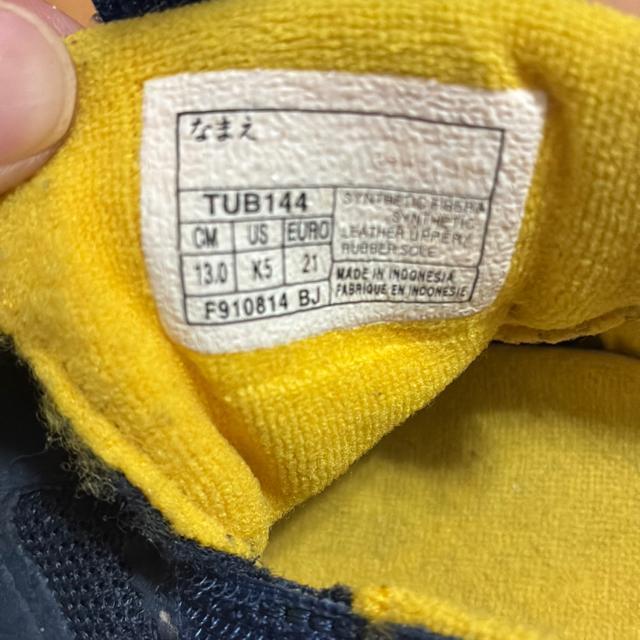 なまえ
TUB144
CM US EURO
13.0 K5 21
F910814 BJ
SYNTHETIC FIBER&
SYNTHETIC
LEATHER UPPER/
RUBBER SOLE
MADE IN INDONESIA
FABRIQUE EN INDONESIE